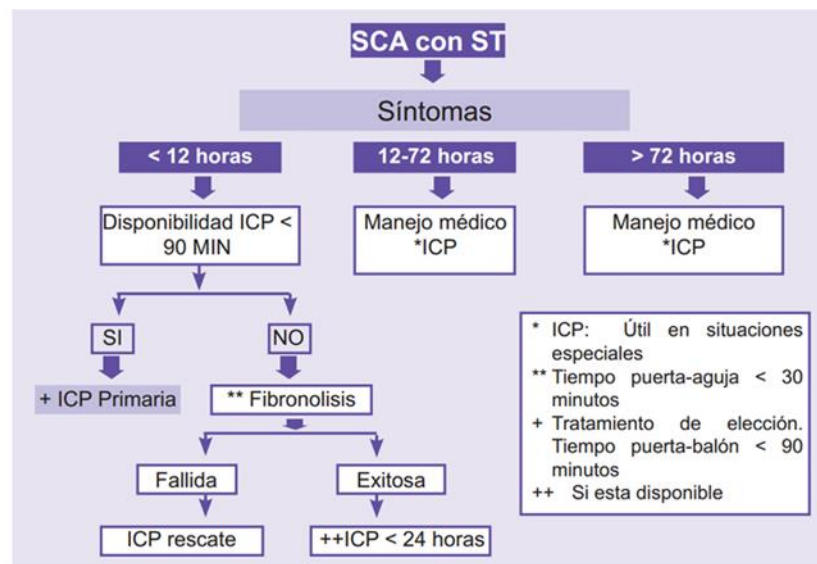 SCA con ST
Síntomas
< 12 horas
12-72 horas
> 72 horas
Disponibilidad ICP <
90 MIN
Manejo médico
*ICP
Manejo médico
*ICP
SI
NO
+ ICP Primaria
** Fibronolisis
Fallida
Exitosa
ICP rescate
++ICP < 24 horas
* ICP: Útil en situaciones
especiales
** Tiempo puerta-aguja < 30
minutos
+ Tratamiento de elección.
Tiempo puerta-balón < 90
minutos
++ Si esta disponible